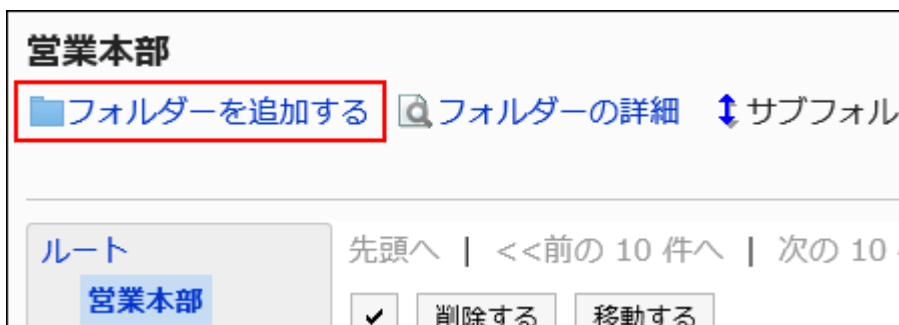 営業本部
フォルダーを追加する フォルダーの詳細 サブフォル
ルート
営業本部
先頭へ | <<前の 10 件へ | 次の 10
削除する 移動する